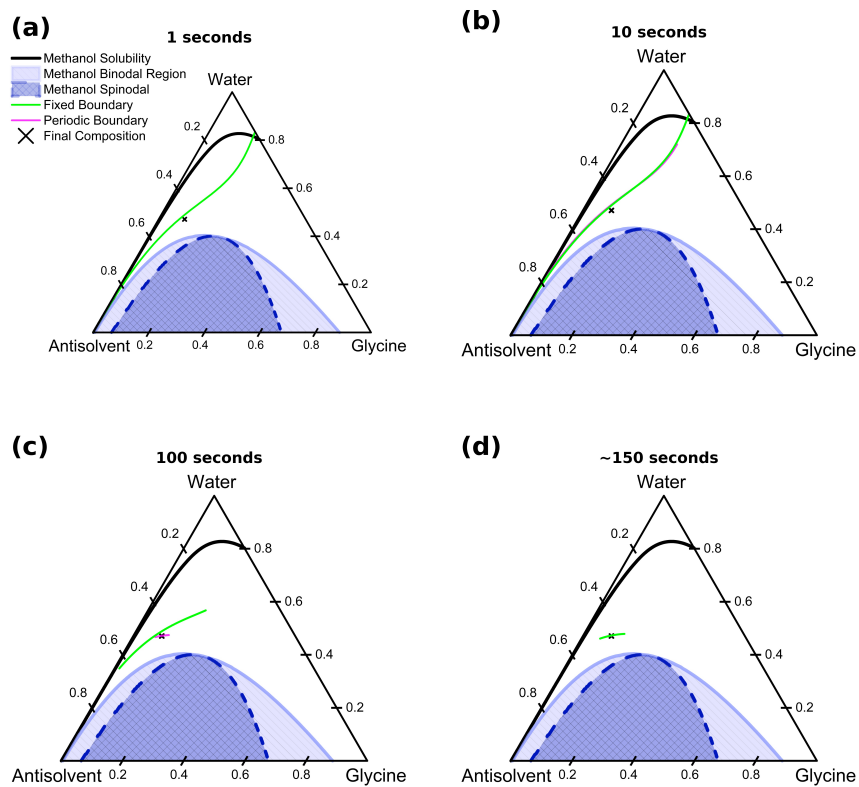 (a)
1 seconds
Methanol Solubility
Methanol Binodal Region
Methanol Spinodal
Fixed Boundary
Periodic Boundary
Final Composition
Water
0.2
0.8
0.4
0.6
0.6
0.4
0.8
0.2
Antisolvent
0.2
0.4
0.6
0.8
Glycine
(b)
10 seconds
Water
0.2
0.8
0.4
0.6
0.6
0.4
0.8
0.2
Antisolvent
0.2
0.4
0.6
0.8
Glycine
(c)
100 seconds
Water
0.2
0.8
0.4
0.6
0.6
0.4
0.8
0.2
Antisolvent
0.2
0.4
0.6
0.8
Glycine
(d)
~150 seconds
Water
0.2
0.8
0.4
0.6
0.6
0.4
0.8
0.2
Antisolvent
0.2
0.4
0.6
0.8
Glycine